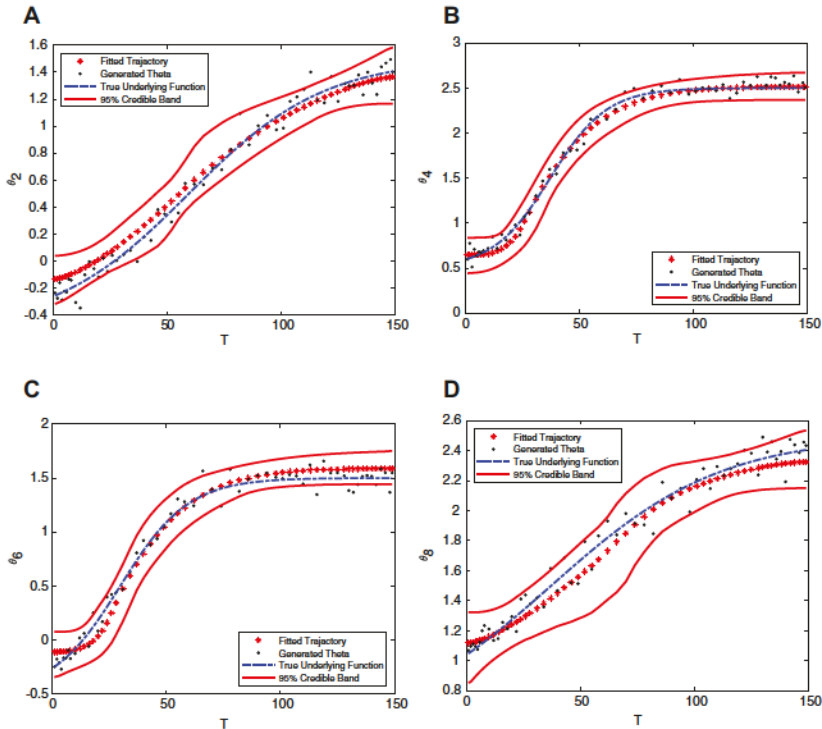 A
1.6
1.4
1.2
1
0.8
0.6
0.4
0.2
0
-0.2
-0.4
θ2
0
50
100
150
T
Fitted Trajectory
Generated Theta
True Underlying Function
95% Credible Band
B
3
2.5
2
1.5
1
0.5
0
θ4
0
50
100
150
T
Fitted Trajectory
Generated Theta
True Underlying Function
95% Credible Band
C
2
1.5
1
0.5
0
-0.5
θ6
0
50
100
150
T
Fitted Trajectory
Generated Theta
True Underlying Function
95% Credible Band
D
2.6
2.4
2.2
2
1.8
1.6
1.4
1.2
1
0.8
θ8
0
50
100
150
T
Fitted Trajectory
Generated Theta
True Underlying Function
95% Credible Band